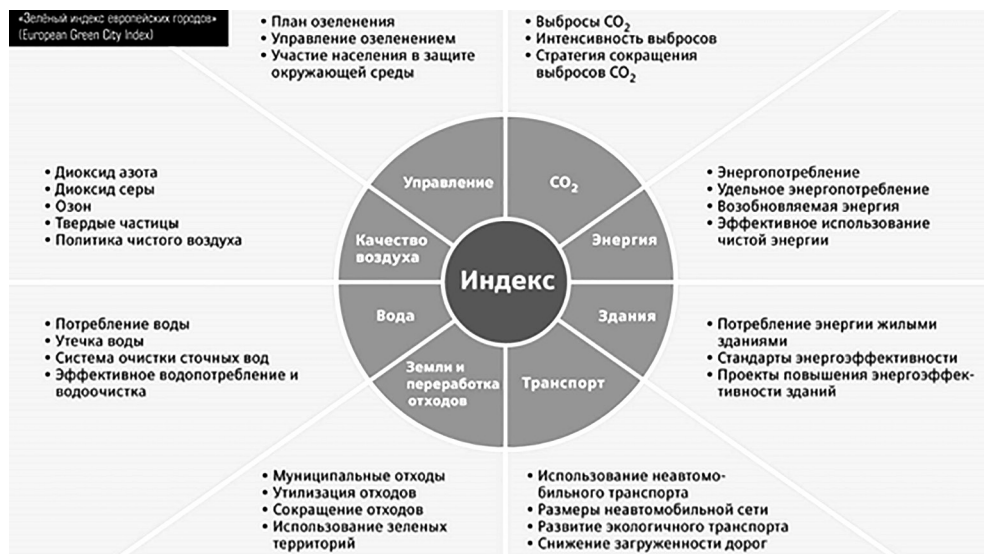 «Зелёный индекс европейских городов»
(European Green City Index)
• План озеленения
• Управление озеленением
• Участие населения в защите
окружающей среды
• Выбросы CO2
• Интенсивность выбросов
• Стратегия сокращения
выбросов CO2
• Диоксид азота
• Диоксид серы
• Озон
• Твердые частицы
• Политика чистого воздуха
• Энергопотребление
• Удельное энергопотребление
• Возобновляемая энергия
• Эффективное использование
чистой энергии
Управление
CO2
Качество
воздуха
Энергия
Индекс
Вода
Здания
Земли и
переработка
отходов
Транспорт
• Потребление воды
• Утечка воды
• Система очистки сточных вод
• Эффективное водопотребление и
водоочистка
• Потребление энергии жилыми
зданиями
• Стандарты энергоэффективности
• Проекты повышения энергоэффек-
тивности зданий
• Муниципальные отходы
• Утилизация отходов
• Сокращение отходов
• Использование зеленых
территорий
• Использование неавтомо-
бильного транспорта
• Размеры неавтомобильной сети
• Развитие экологичного транспорта
• Снижение загруженности дорог